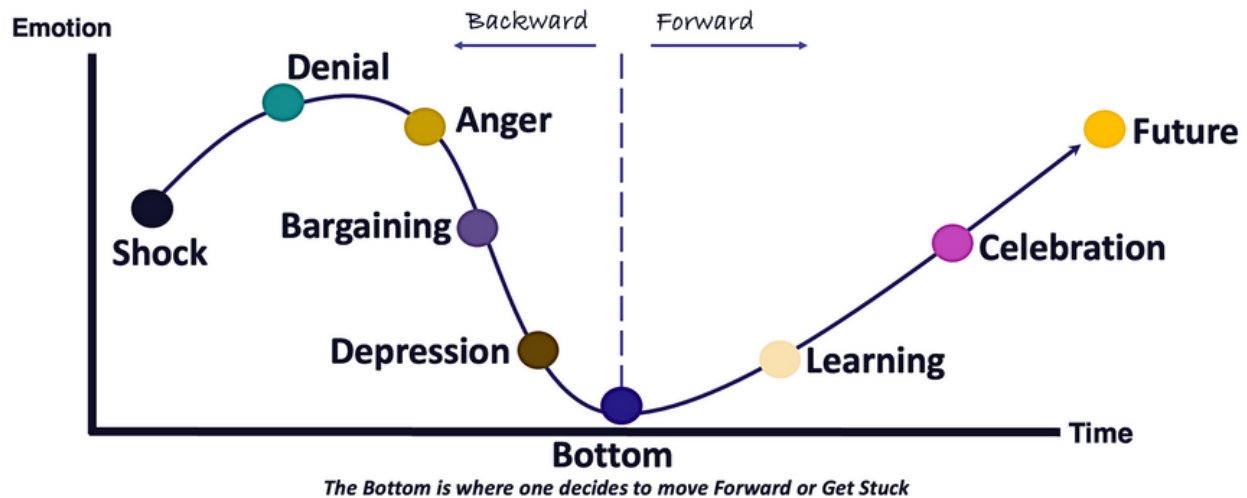 Backward
Forward
Emotion
Denial
Anger
Future
Bargaining
Shock
Celebration
Depression
Learning
Time
Bottom
The Bottom is where one decides to move Forward or Get Stuck